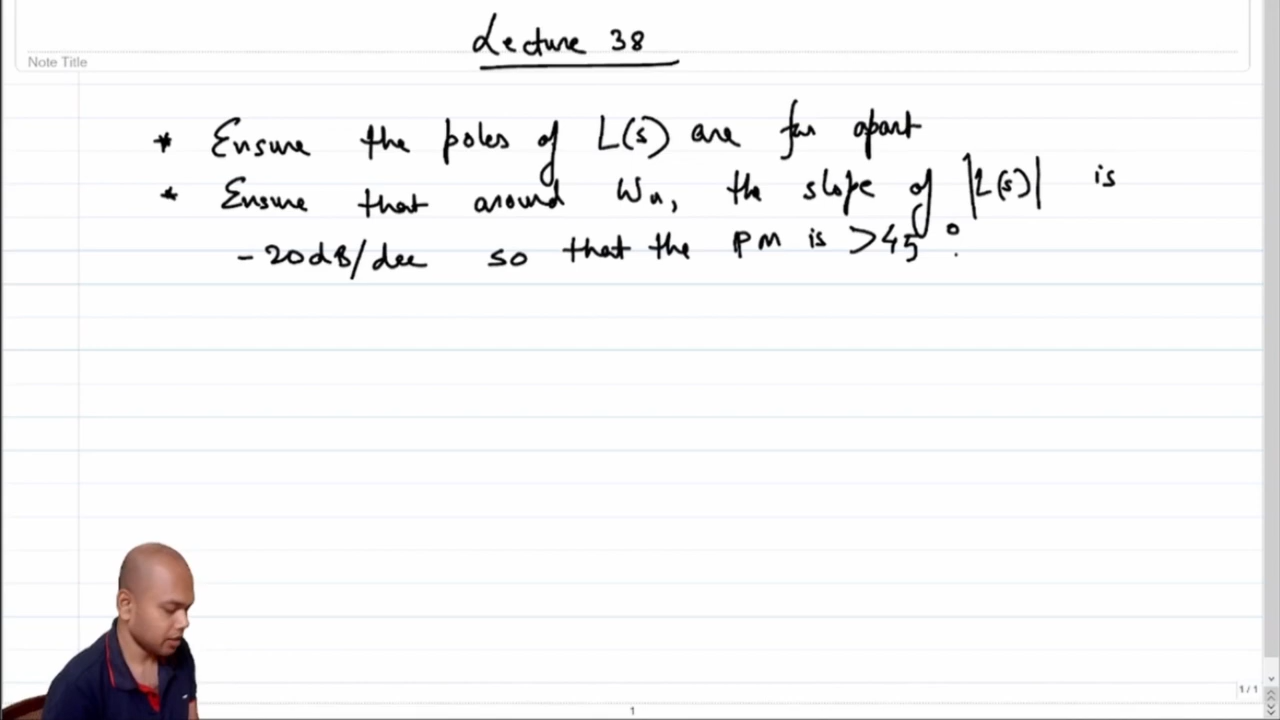 Lecture 38
Note Title
* Ensure the poles of L(s) are far apart
* Ensure that around ωu, the slope of |L(s)| is
-20dB/dec so that the PM is >45°.
1/1
1